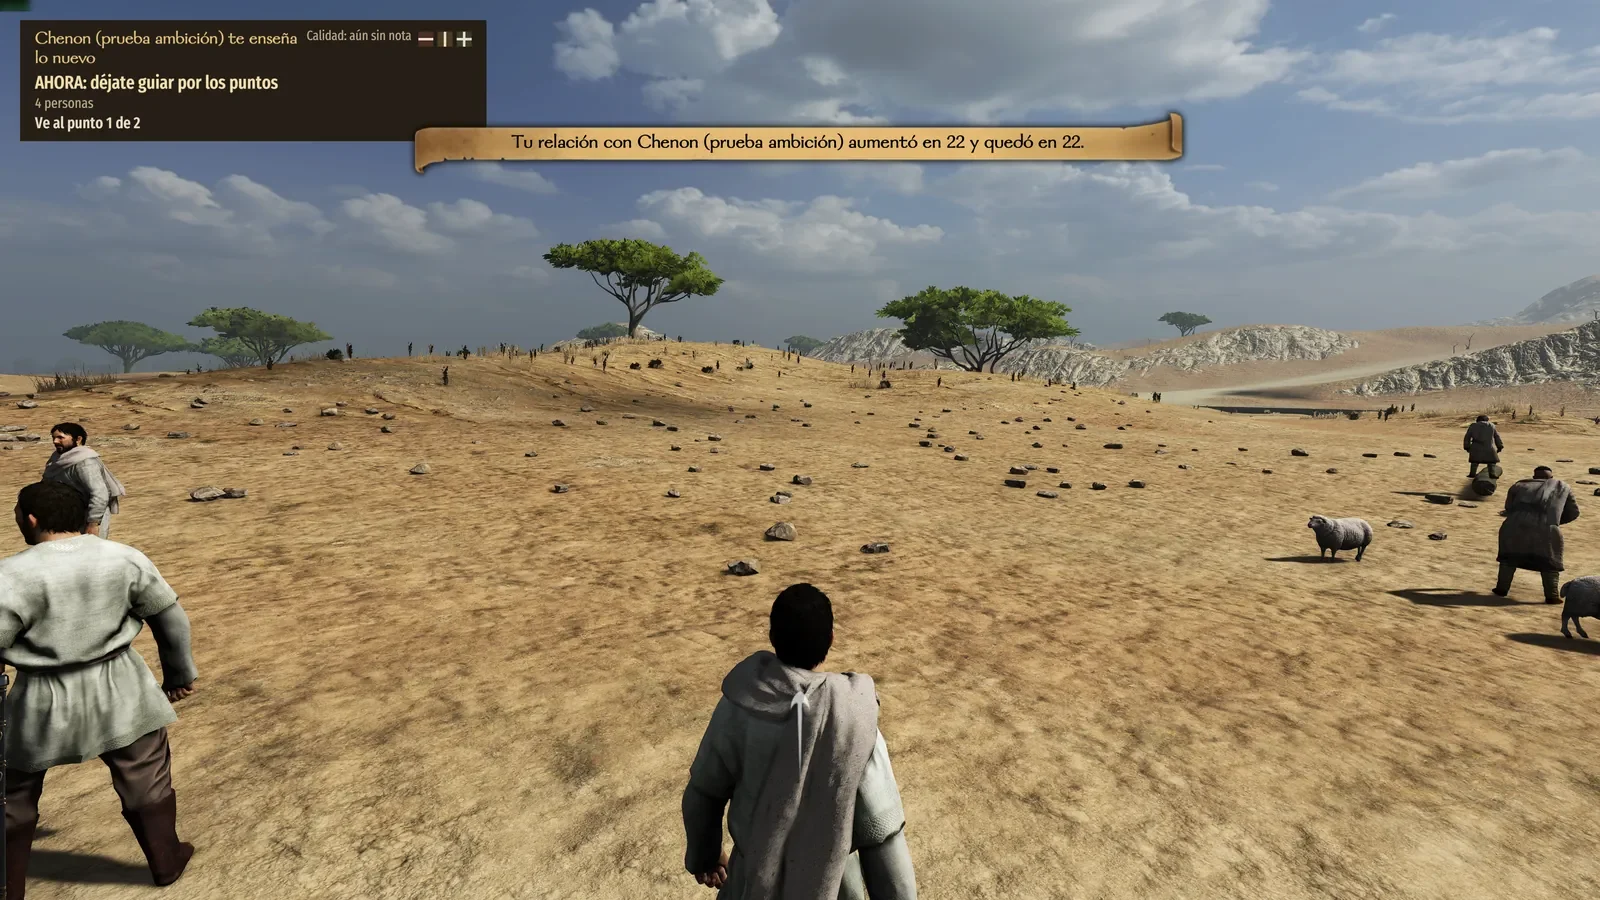 Chenon (prueba ambición) te enseña
lo nuevo
Calidad: aún sin nota
AHORA: déjate guiar por los puntos
4 personas
Ve al punto 1 de 2
Tu relación con Chenon (prueba ambición) aumentó en 22 y quedó en 22.